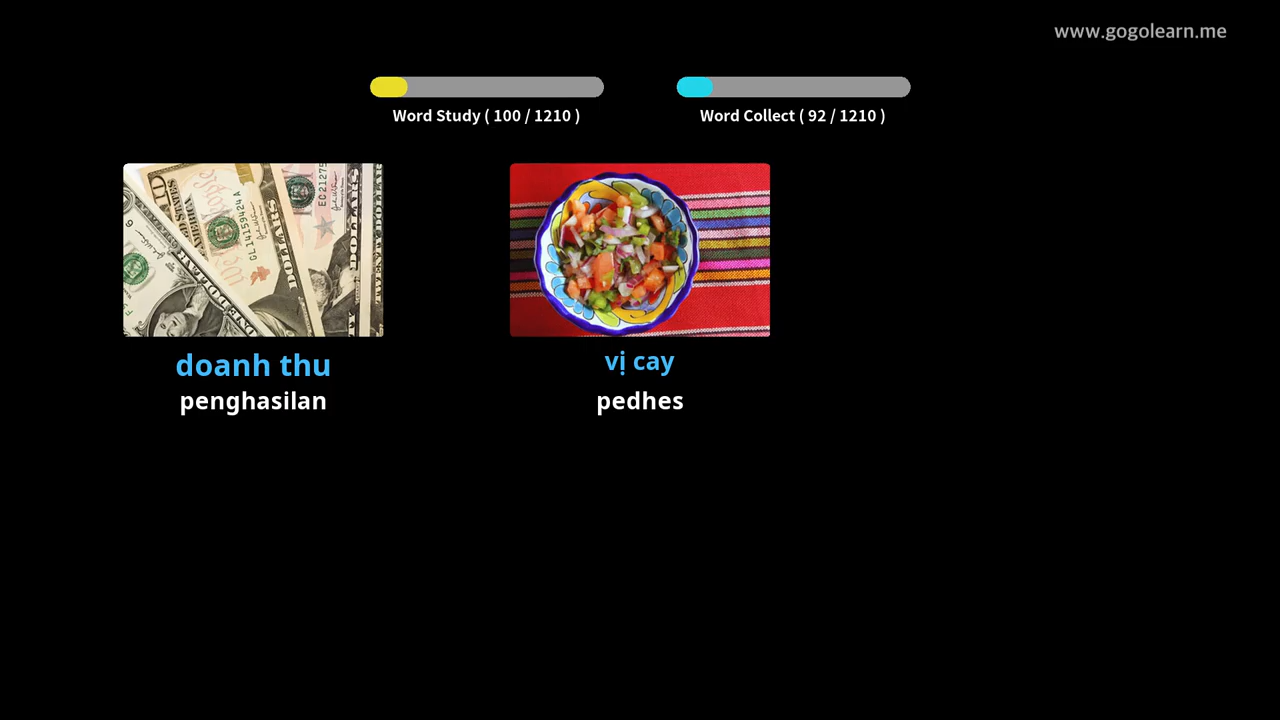 www.gogolearn.me
Word Study ( 100 / 1210 )
Word Collect ( 92 / 1210 )
doanh thu
penghasilan
vị cay
pedhes